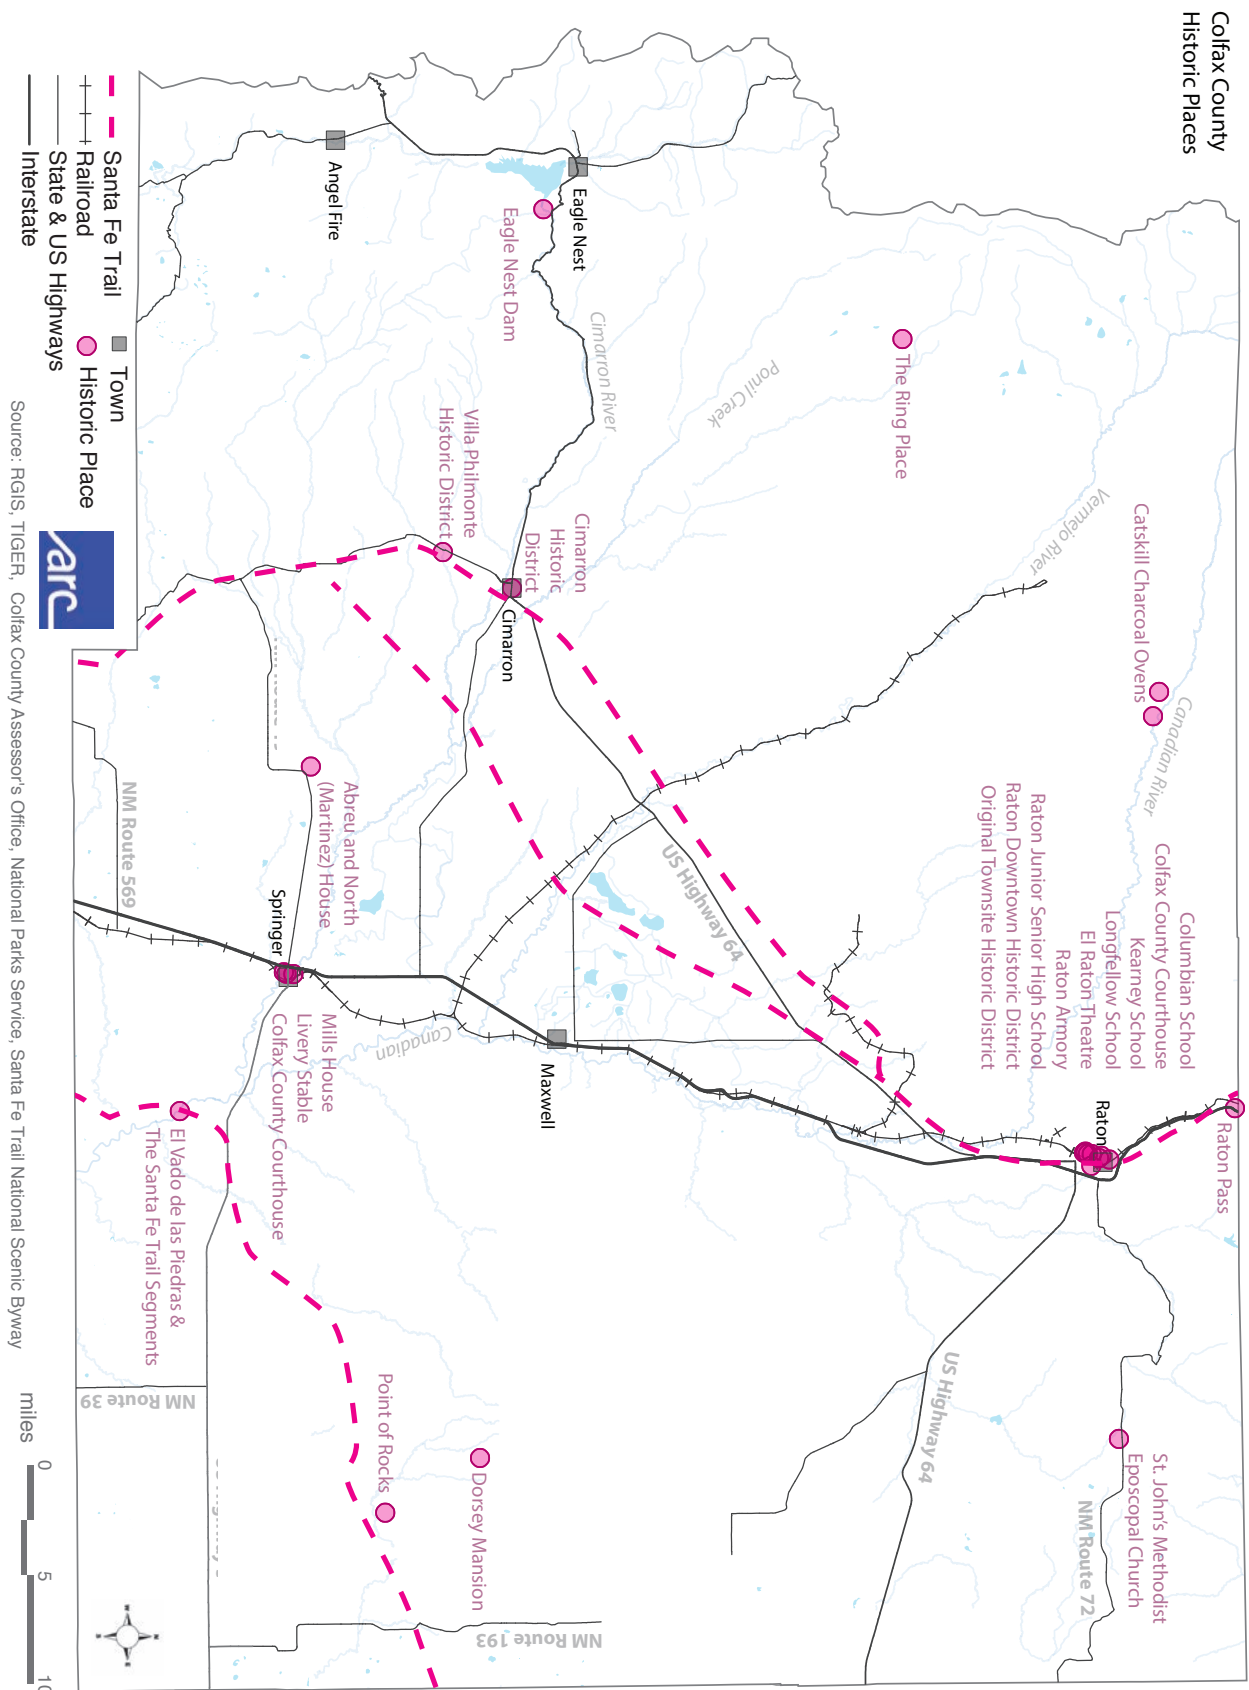 Colfax County
Historic Places
Raton Pass
Catskill Charcoal Ovens
Canadian River
Columbian School
Colfax County Courthouse
Kearney School
Longfellow School
El Raton Theatre
Raton Armory
Raton Junior Senior High School
Raton Downtown Historic District
Original Townsite Historic District
Raton
St. John's Methodist
Eposcopal Church
NM Route 72
Vermejo River
The Ring Place
Ponil Creek
US Highway 64
US Highway 64
Cimarron River
Eagle Nest
Eagle Nest Dam
Angel Fire
Cimarron
Historic
District
Cimarron
Villa Philmonte
Historic District
Maxwell
Canadian
Abreu and North
(Martinez) House
Springer
Mills House
Livery Stable
Colfax County Courthouse
NM Route 569
El Vado de las Piedras &
The Santa Fe Trail Segments
NM Route 39
Point of Rocks
Dorsey Mansion
NM Route 193
Santa Fe Trail
Railroad
State & US Highways
Interstate
Town
Historic Place
arc
Source: RGIS, TIGER, Colfax County Assessor's Office, National Parks Service, Santa Fe Trail National Scenic Byway
miles
0
5
10